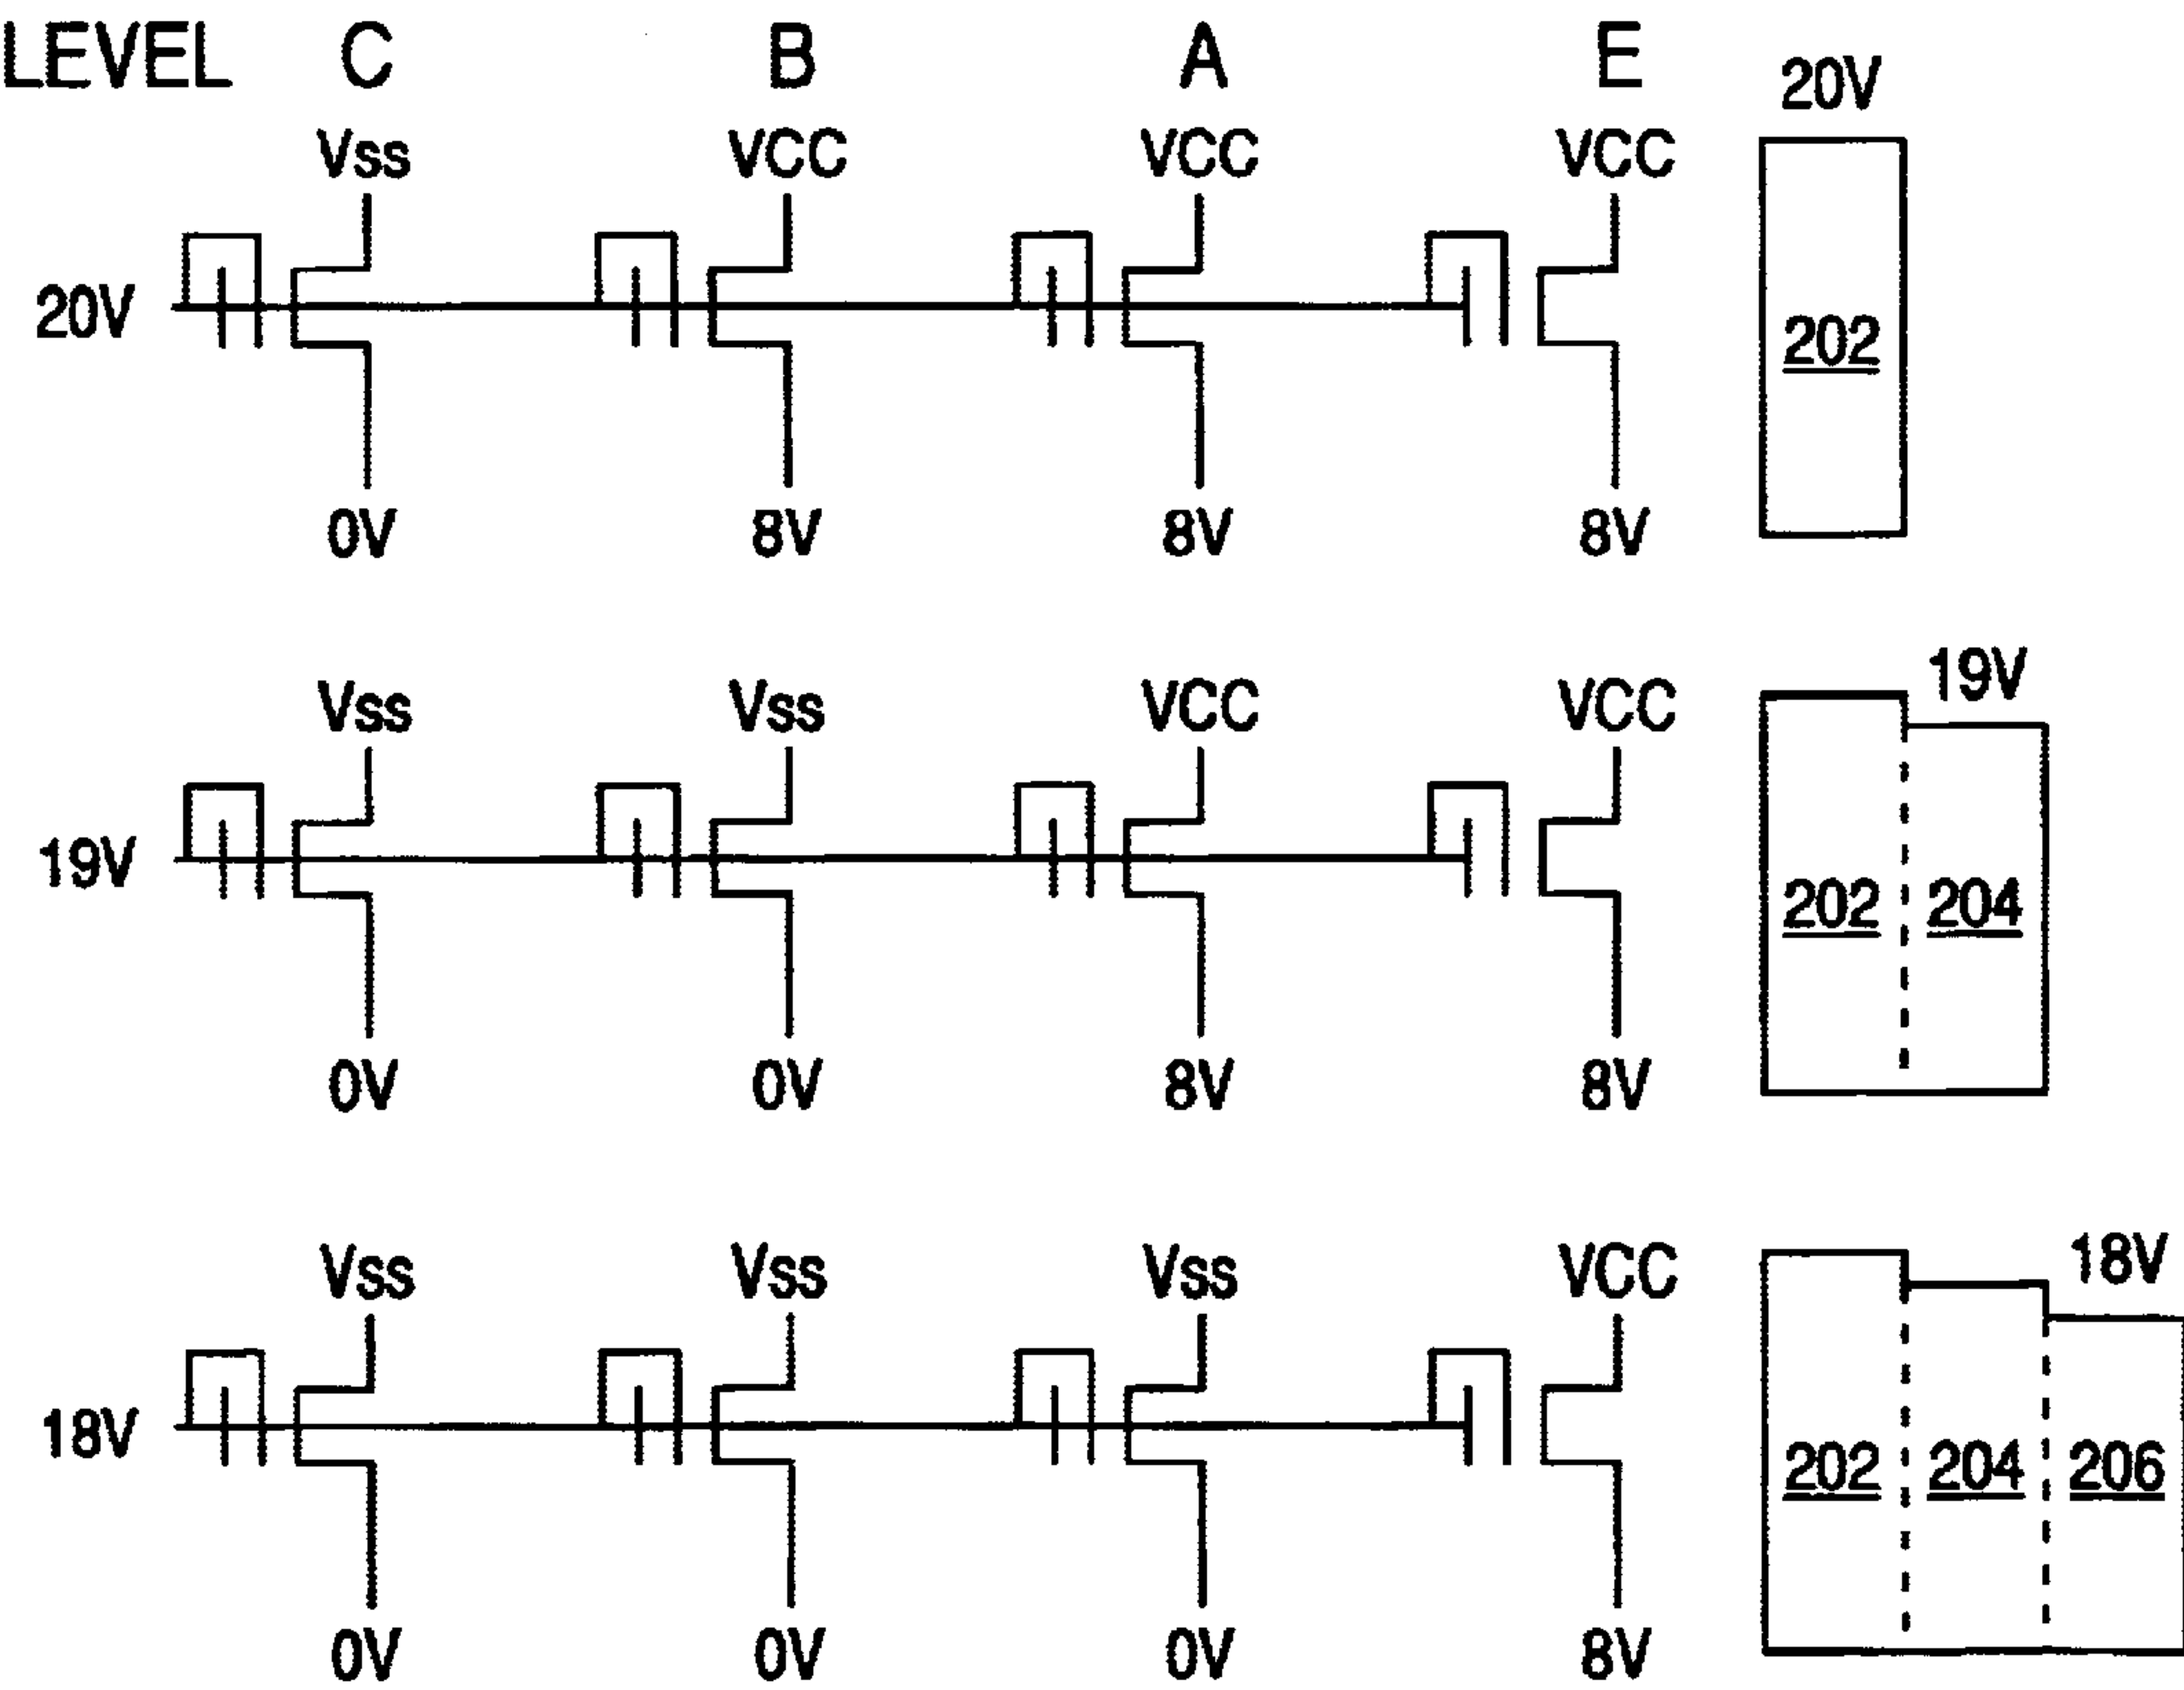 LEVEL C B A E
20V
Vss VCC VCC VCC
20V
202
0V 8V 8V 8V
19V
Vss Vss VCC VCC
19V
202 204
0V 0V 8V 8V
18V
Vss Vss Vss VCC
18V
202 204 206
0V 0V 0V 8V